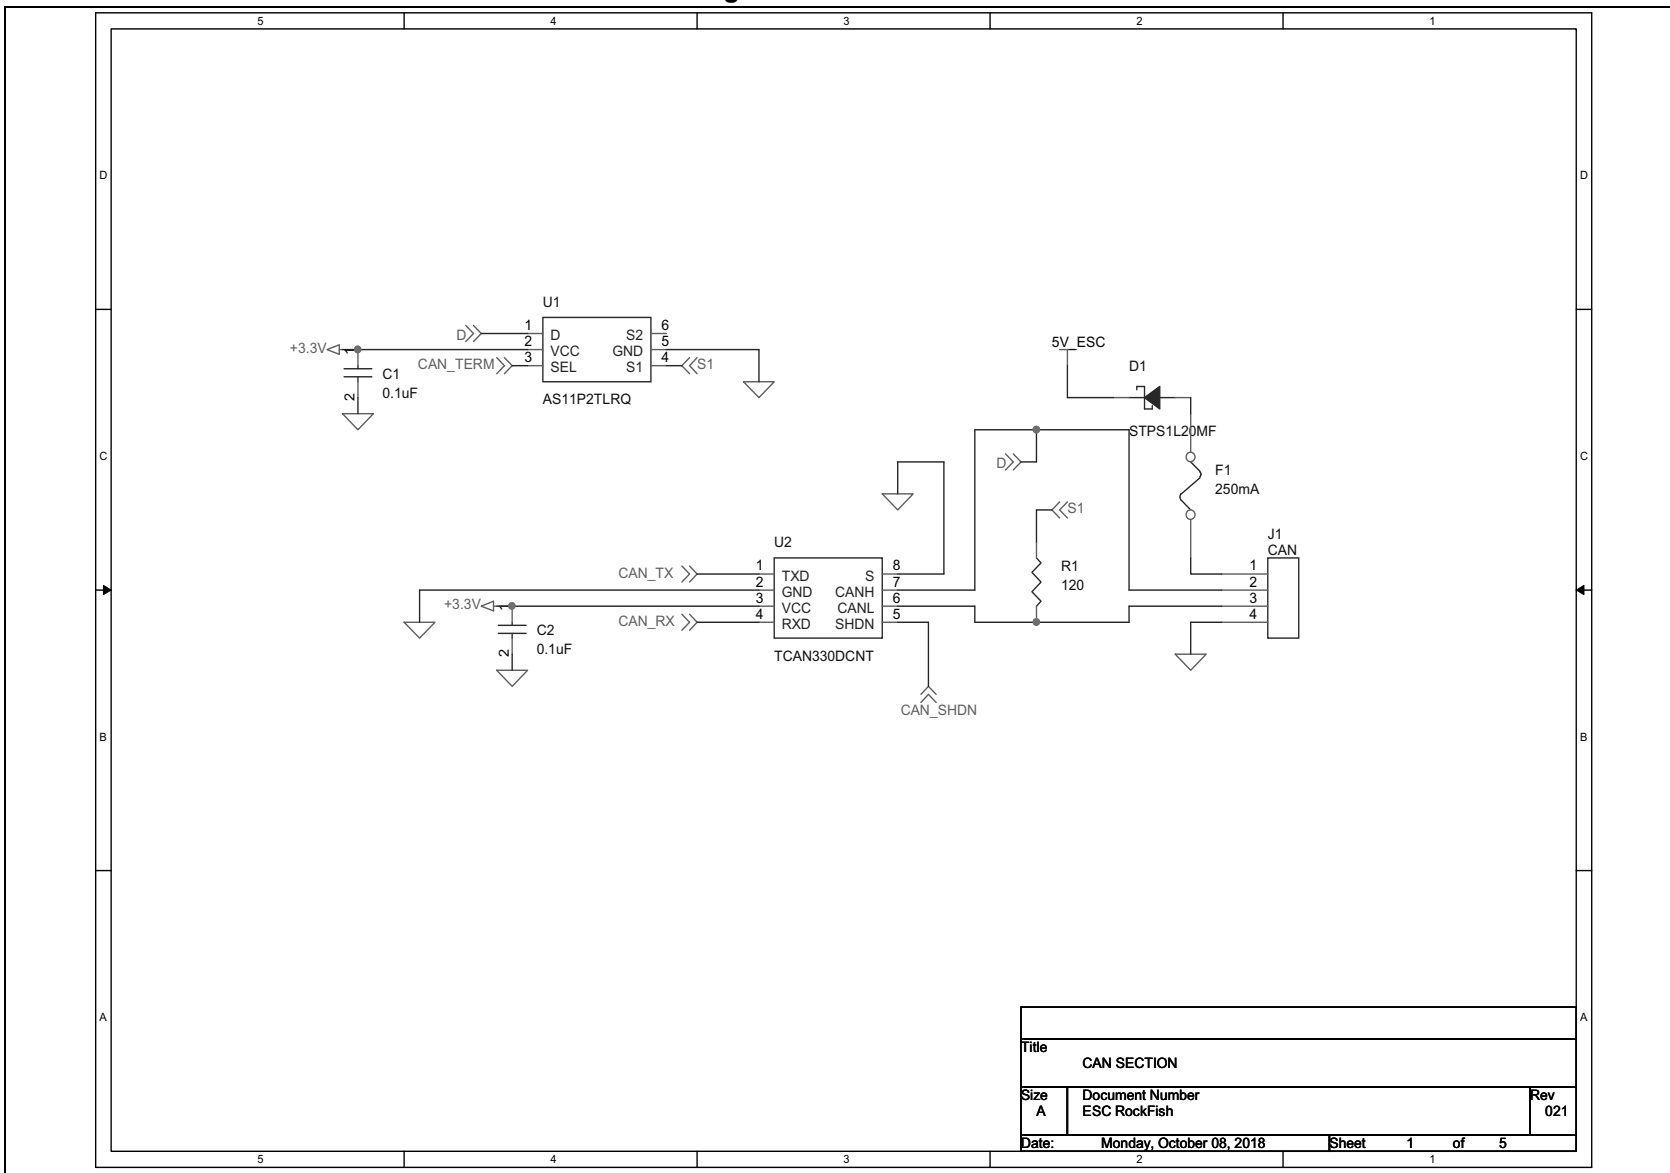 g
5 4 3 2 1
D D
U1
D 1 D S2 6
+3.3V 1 2 VCC GND 5
CAN_TERM 3 SEL S1 4 S1
C1
0.1uF
2
AS11P2TLRQ
5V_ESC
D1
STPS1L20MF
C C
D
F1
250mA
S1
J1
CAN
U2
CAN_TX 1 TXD S 8
2 GND CANH 7
+3.3V 1 3 VCC CANL 6
CAN_RX 4 RXD SHDN 5
R1
120
1
2
3
4
C2
0.1uF
2
TCAN330DCNT
CAN_SHDN
B B
A A
Title
CAN SECTION
Size Document Number Rev
A ESC RockFish 021
Date: Monday, October 08, 2018 Sheet 1 of 5
5 4 3 2 1